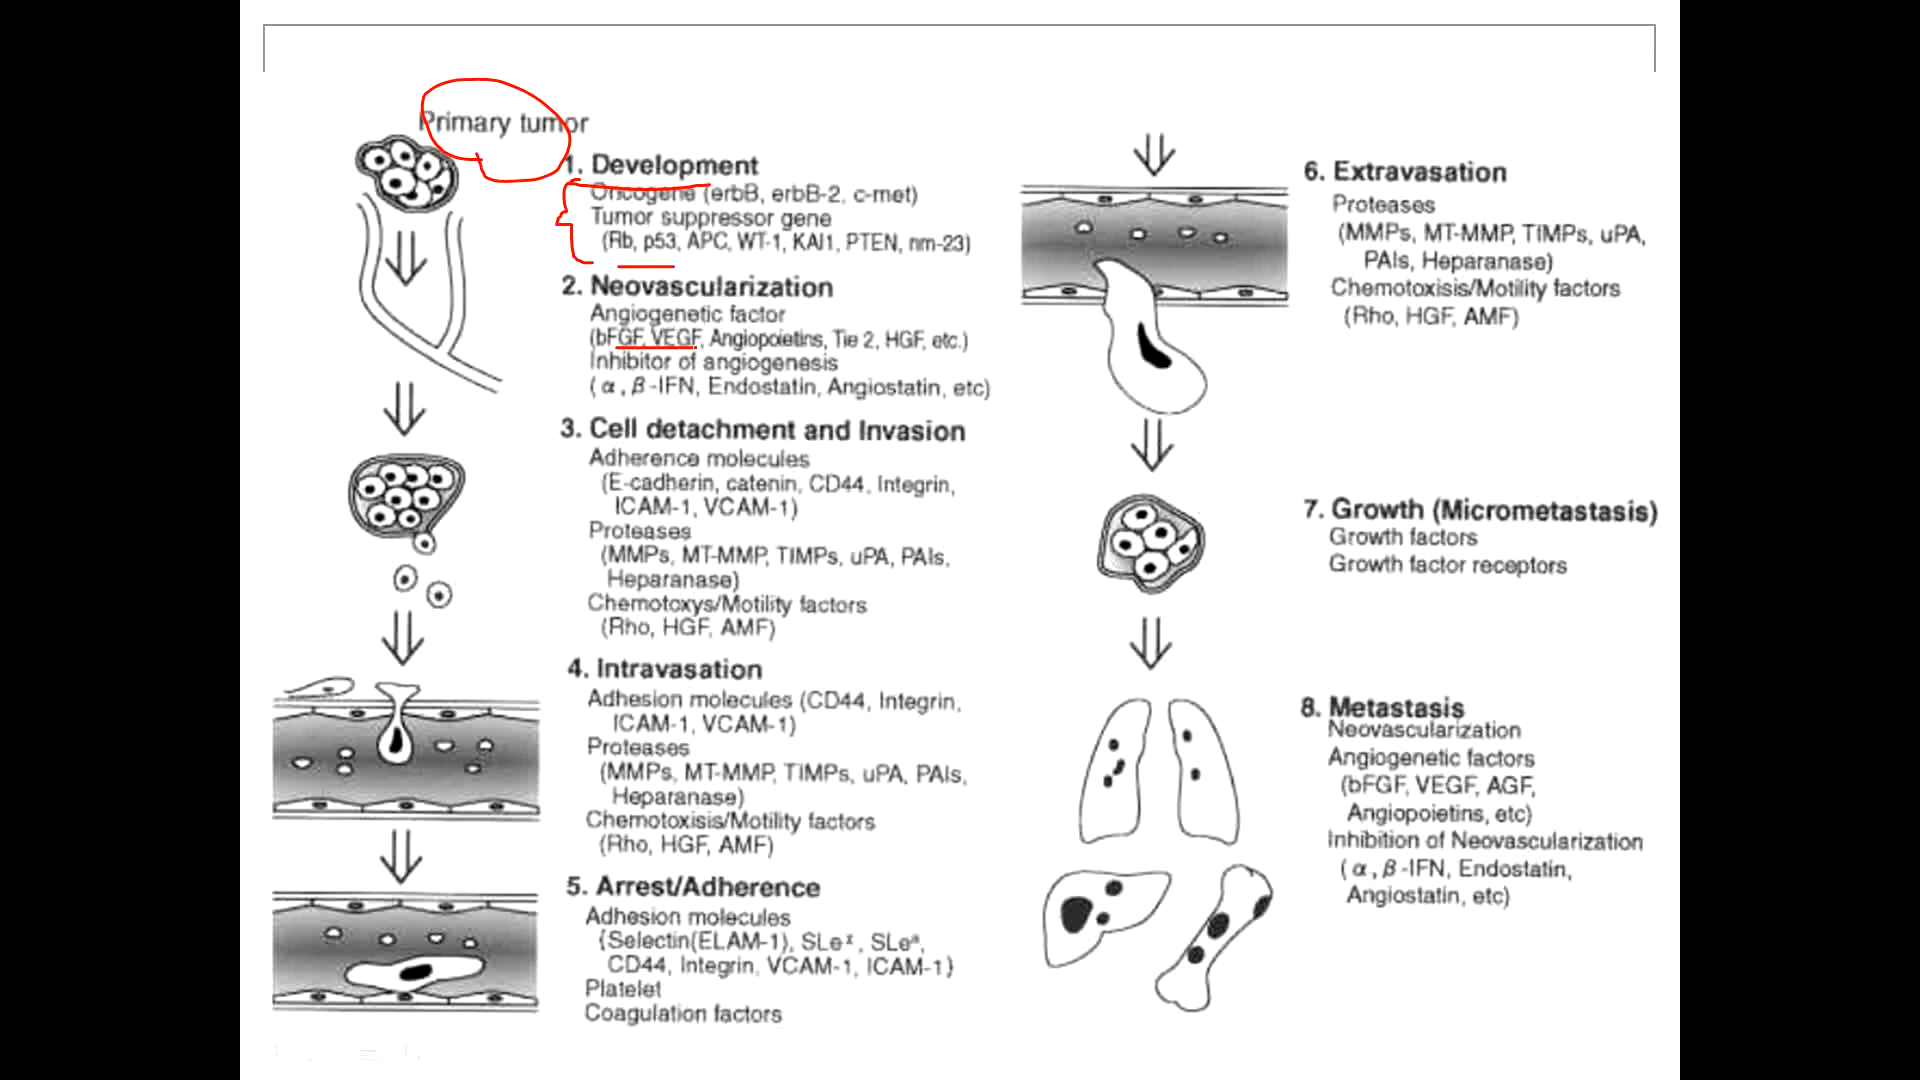 Primary tumor
1. Development
Oncogene (erbB, erbB-2, c-met)
Tumor suppressor gene
(Rb, p53, APC, WT-1, KAI1, PTEN, nm-23)
2. Neovascularization
Angiogenetic factor
(bFGF, VEGF, Angiopoietins, Tie 2, HGF, etc.)
Inhibitor of angiogenesis
(α, β-IFN, Endostatin, Angiostatin, etc)
3. Cell detachment and Invasion
Adherence molecules
(E-cadherin, catenin, CD44, Integrin,
ICAM-1, VCAM-1)
Proteases
(MMPs, MT-MMP, TIMPs, uPA, PAIs,
Heparanase)
Chemotoxys/Motility factors
(Rho, HGF, AMF)
4. Intravasation
Adhesion molecules (CD44, Integrin,
ICAM-1, VCAM-1)
Proteases
(MMPs, MT-MMP, TIMPs, uPA, PAIs,
Heparanase)
Chemotoxisis/Motility factors
(Rho, HGF, AMF)
5. Arrest/Adherence
Adhesion molecules
(Selectin(ELAM-1), SLeˣ, SLeᵃ,
CD44, Integrin, VCAM-1, ICAM-1)
Platelet
Coagulation factors
6. Extravasation
Proteases
(MMPs, MT-MMP, TIMPs, uPA,
PAIs, Heparanase)
Chemotoxisis/Motility factors
(Rho, HGF, AMF)
7. Growth (Micrometastasis)
Growth factors
Growth factor receptors
8. Metastasis
Neovascularization
Angiogenetic factors
(bFGF, VEGF, AGF,
Angiopoietins, etc)
Inhibition of Neovascularization
(α, β-IFN, Endostatin,
Angiostatin, etc)